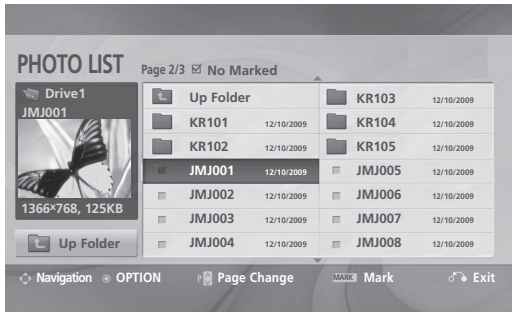 PHOTO LIST
Page 2/3 ☑ No Marked
Drive1
JMJ001
1366×768, 125KB
Up Folder
Up Folder
KR101 12/10/2009
KR102 12/10/2009
JMJ001 12/10/2009
JMJ002 12/10/2009
JMJ003 12/10/2009
JMJ004 12/10/2009
KR103 12/10/2009
KR104 12/10/2009
KR105 12/10/2009
JMJ005 12/10/2009
JMJ006 12/10/2009
JMJ007 12/10/2009
JMJ008 12/10/2009
Navigation OPTION P Page Change MARK Mark Exit